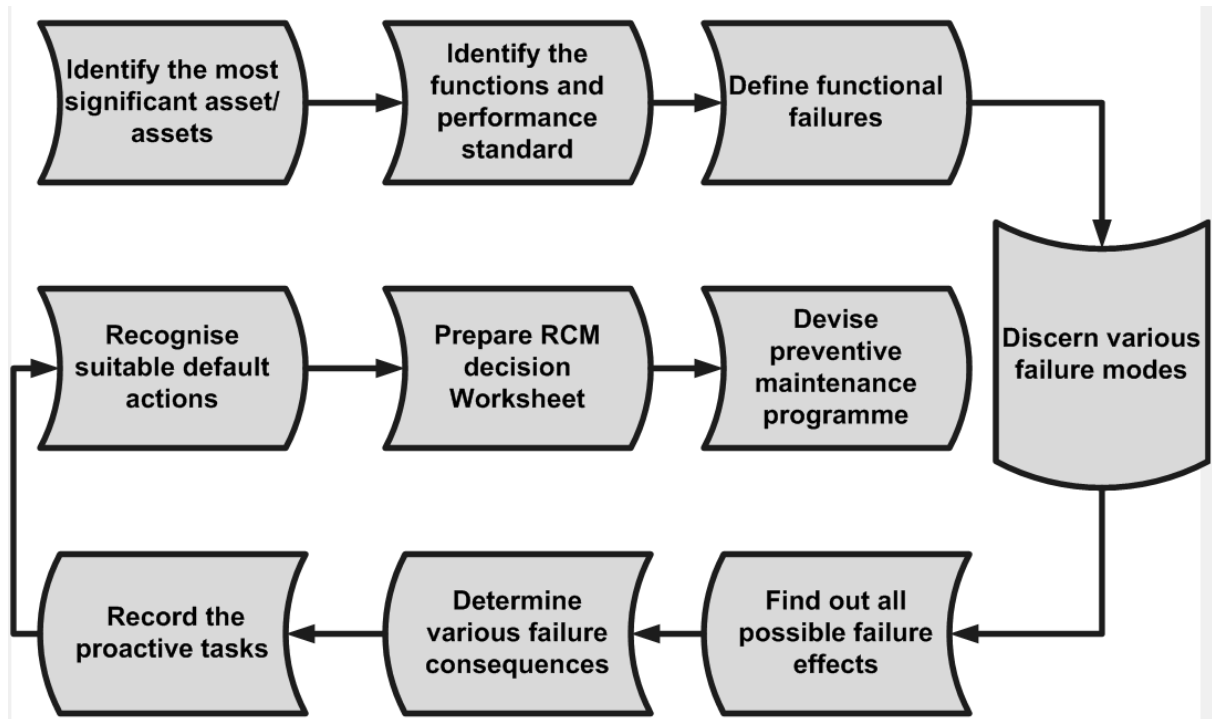 Identify the most
significant asset/
assets
Identify the
functions and
performance
standard
Define functional
failures
Discern various
failure modes
Find out all
possible failure
effects
Determine
various failure
consequences
Record the
proactive tasks
Recognise
suitable default
actions
Prepare RCM
decision
Worksheet
Devise
preventive
maintenance
programme